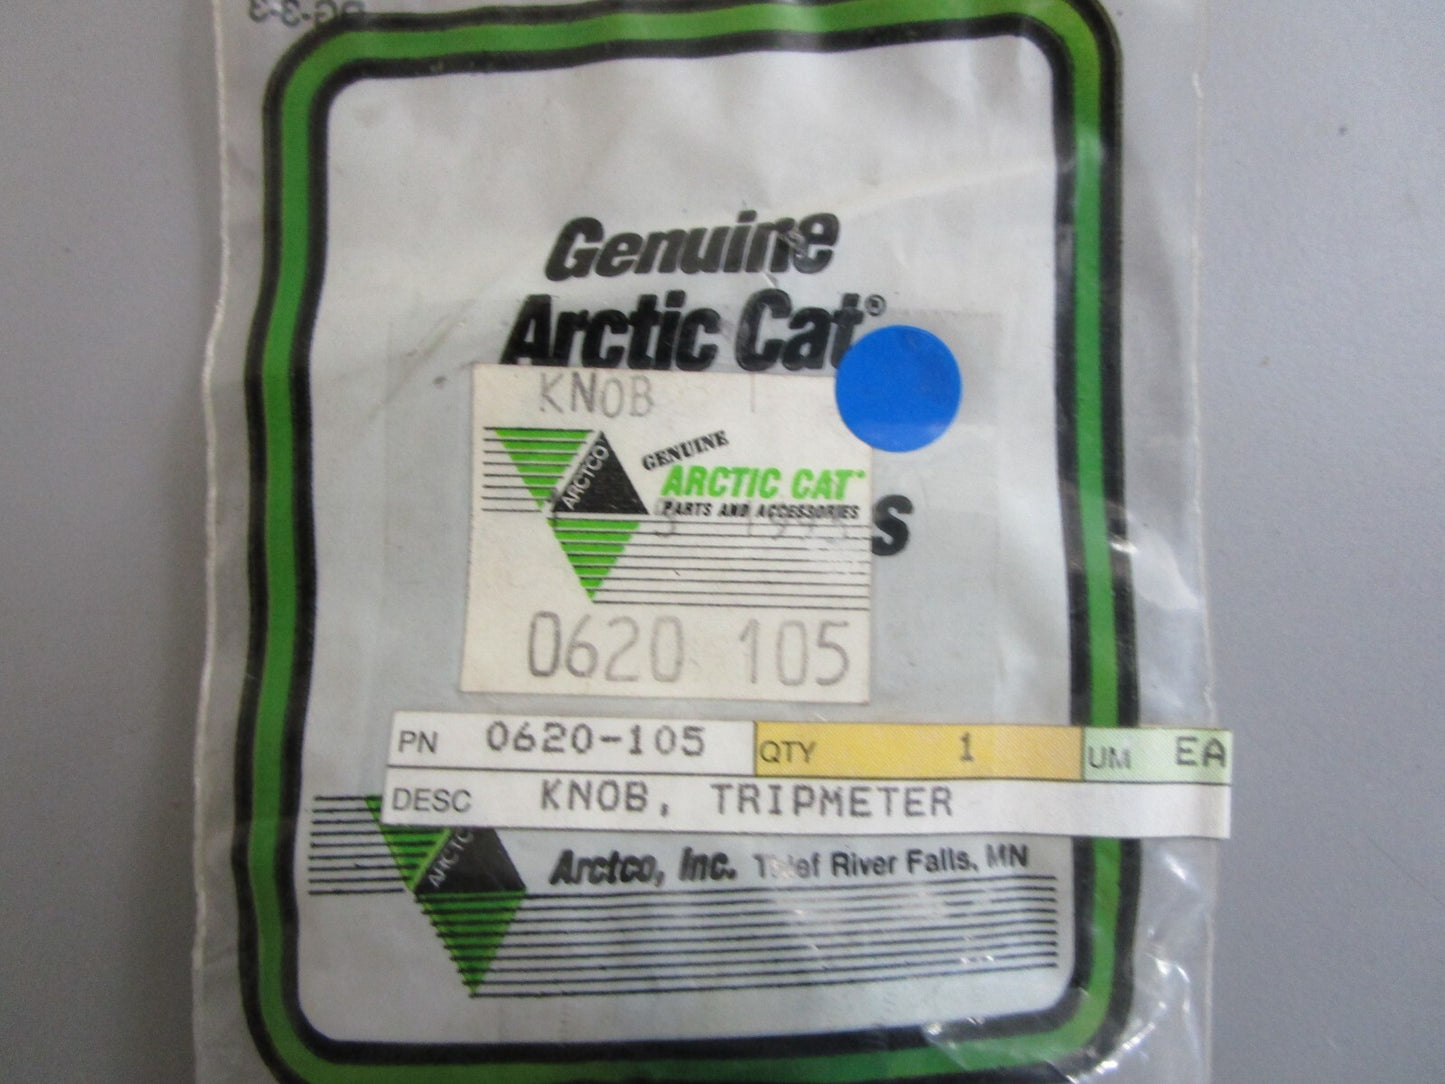 Genuine
Arctic Cat®
KNOB
ARCTCO
GENUINE
ARCTIC CAT
PARTS AND ACCESSORIES
S
0620 105
PN 0620-105 QTY 1 UM EA
DESC KNOB, TRIPMETER
ARCTCO
Arctco, Inc. Thief River Falls, MN